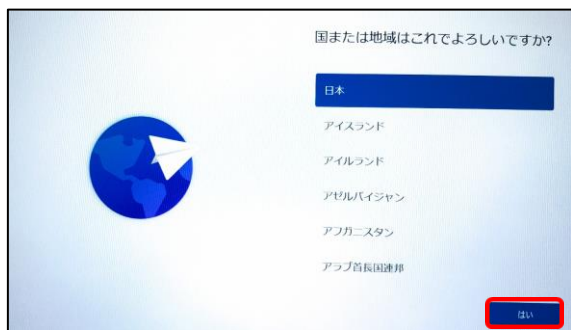 国または地域はこれでよろしいですか?
日本
アイスランド
アイルランド
アゼルバイジャン
アフガニスタン
アラブ首長国連邦
はい